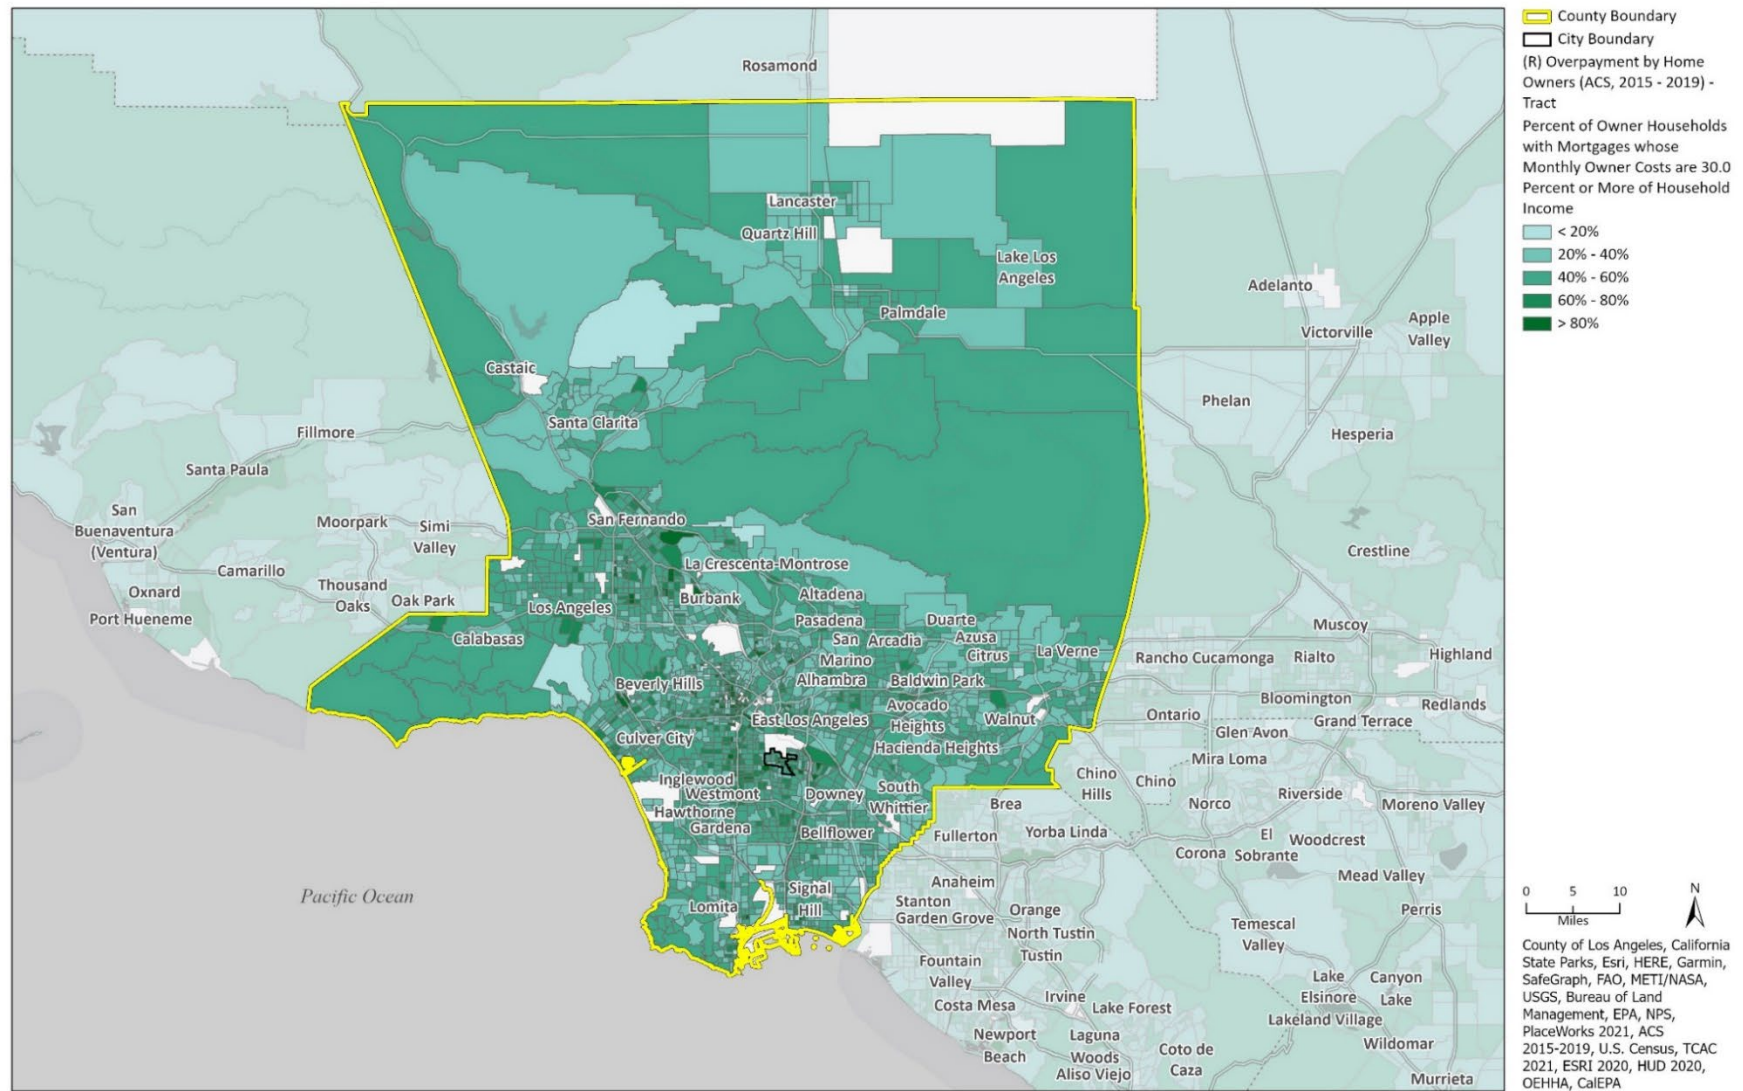 Rosamond
Lancaster
Quartz Hill
Lake Los
Angeles
Palmdale
Adelanto
Victorville
Apple
Valley
Castaic
Santa Clarita
Phelan
Hesperia
Fillmore
Santa Paula
San
Buenaventura
(Ventura)
Moorpark
Simi
Valley
San Fernando
Crestline
Camarillo
La Crescenta-Montrose
Oxnard
Thousand
Oaks
Oak Park
Los Angeles
Burbank
Altadena
Port Hueneme
Calabasas
Pasadena
Duarte
San
Marino
Arcadia
Azusa
Citrus
La Verne
Muscoy
Rancho Cucamonga
Rialto
Highland
Beverly Hills
Alhambra
Baldwin Park
Bloomington
Redlands
East Los Angeles
Avocado
Heights
Walnut
Ontario
Grand Terrace
Culver City
Hacienda Heights
Glen Avon
Mira Loma
Inglewood
Westmont
Downey
South
Whittier
Chino
Hills
Chino
Riverside
Moreno Valley
Hawthorne
Gardena
Bellflower
Brea
Norco
Fullerton
Yorba Linda
El
Sobrante
Woodcrest
Corona
Mead Valley
Pacific Ocean
Lomita
Signal
Hill
Anaheim
Stanton
Garden Grove
Orange
North Tustin
Tustin
Perris
Temescal
Valley
Fountain
Valley
Costa Mesa
Irvine
Lake Forest
Lake
Elsinore
Canyon
Lake
Lakeland Village
Newport
Beach
Laguna
Woods
Aliso Viejo
Coto de
Caza
Wildomar
Murrieta
County Boundary
City Boundary
(R) Overpayment by Home
Owners (ACS, 2015 - 2019) -
Tract
Percent of Owner Households
with Mortgages whose
Monthly Owner Costs are 30.0
Percent or More of Household
Income
< 20%
20% - 40%
40% - 60%
60% - 80%
> 80%
0 5 10
Miles
N
County of Los Angeles, California
State Parks, Esri, HERE, Garmin,
SafeGraph, FAO, METI/NASA,
USGS, Bureau of Land
Management, EPA, NPS,
PlaceWorks 2021, ACS
2015-2019, U.S. Census, TCAC
2021, ESRI 2020, HUD 2020,
OEHHA, CalEPA